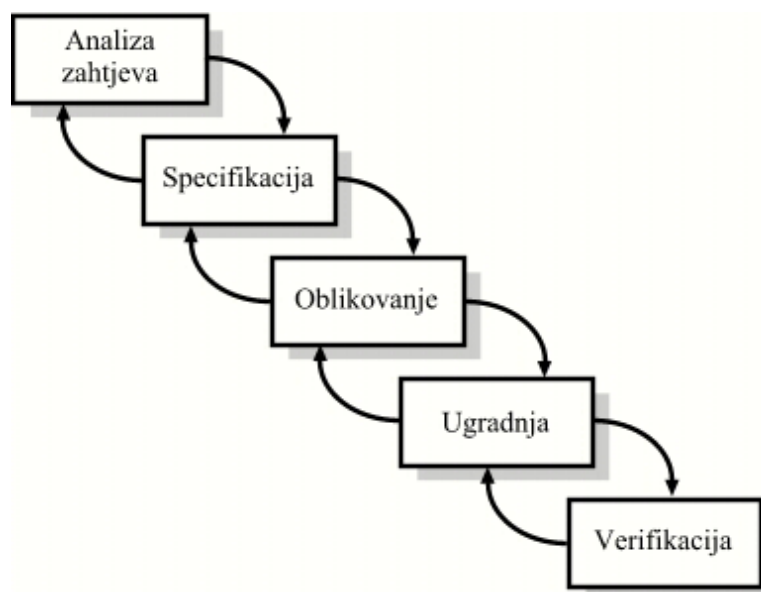 Analiza
zahtjeva
Specifikacija
Oblikovanje
Ugradnja
Verifikacija